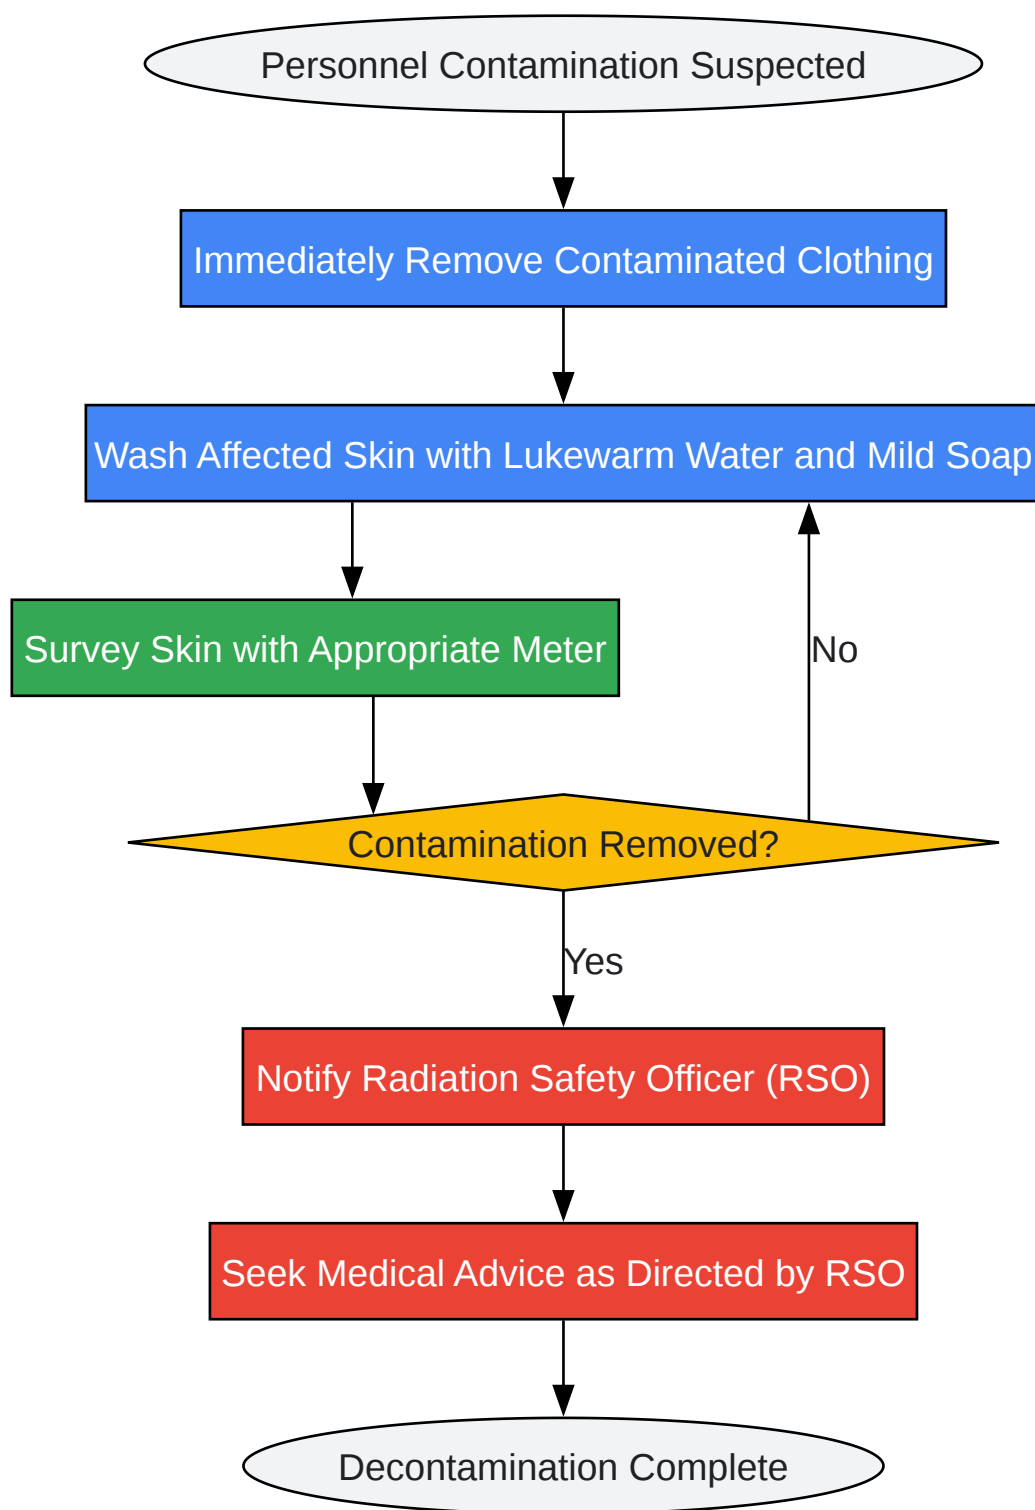 Personnel Contamination Suspected
Immediately Remove Contaminated Clothing
Wash Affected Skin with Lukewarm Water and Mild Soap
Survey Skin with Appropriate Meter
No
Contamination Removed?
Yes
Notify Radiation Safety Officer (RSO)
Seek Medical Advice as Directed by RSO
Decontamination Complete